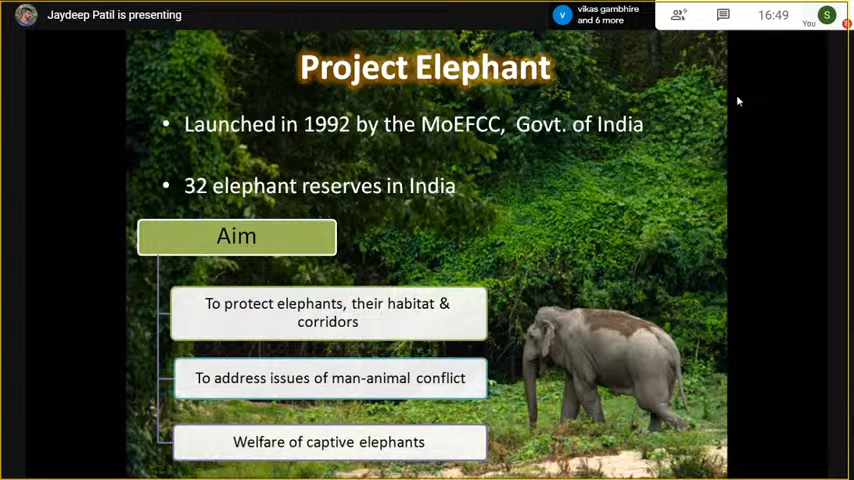 Jaydeep Patil is presenting
V
vikas gambhire
and 6 more
16:49
You
S
Project Elephant
• Launched in 1992 by the MoEFCC, Govt. of India
• 32 elephant reserves in India
Aim
To protect elephants, their habitat &
corridors
To address issues of man-animal conflict
Welfare of captive elephants